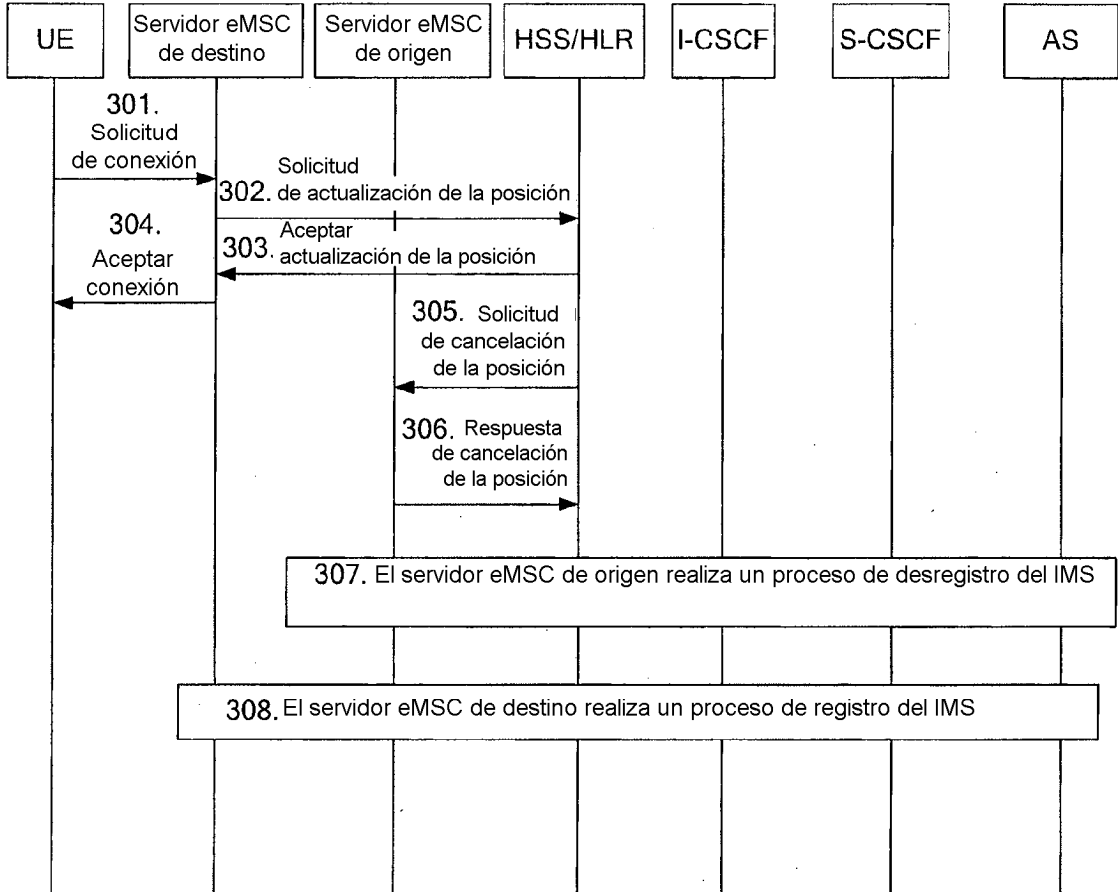 UE
Servidor eMSC
de destino
Servidor eMSC
de origen
HSS/HLR
I-CSCF
S-CSCF
AS
301.
Solicitud
de conexión
Solicitud
302. de actualización de la posición
304.
Aceptar
conexión
Aceptar
303. actualización de la posición
305. Solicitud
de cancelación
de la posición
306. Respuesta
de cancelación
de la posición
307. El servidor eMSC de origen realiza un proceso de desregistro del IMS
308. El servidor eMSC de destino realiza un proceso de registro del IMS